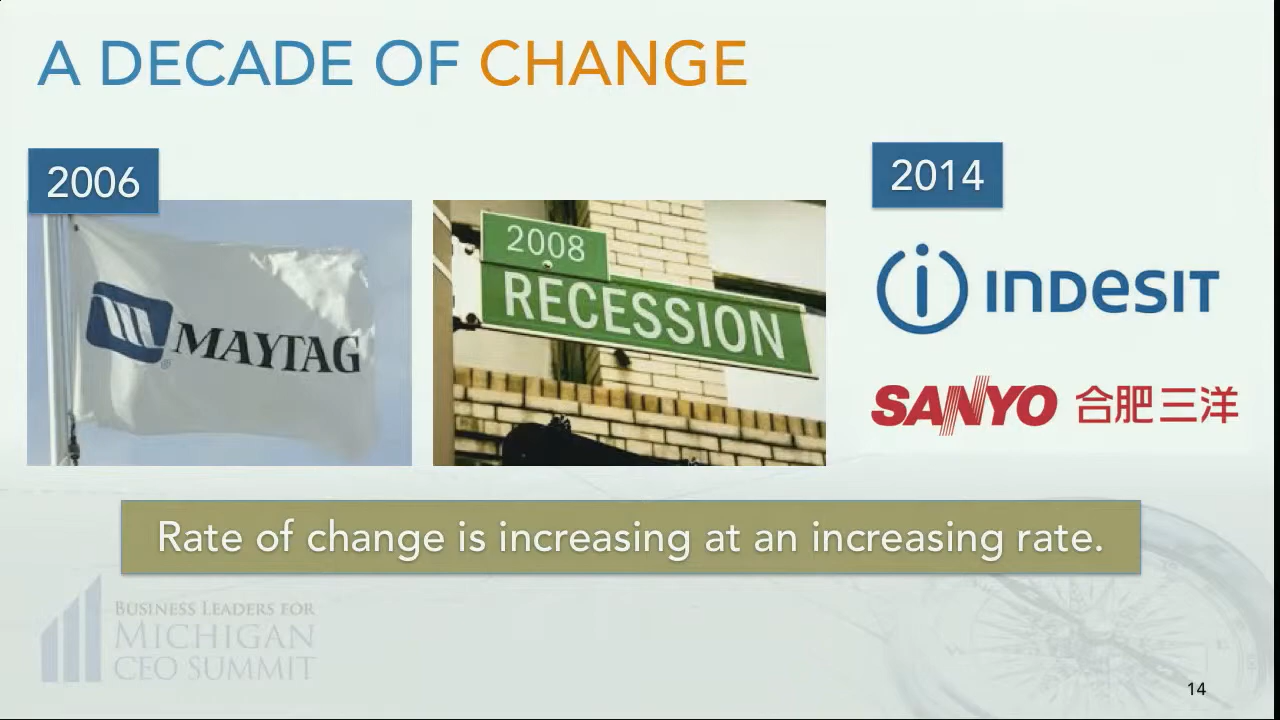 A DECADE OF CHANGE
2006
MAYTAG
®
2008
RECESSION
2014
INDESIT
SANYO 合肥三洋
Rate of change is increasing at an increasing rate.
BUSINESS LEADERS FOR
MICHIGAN
CEO SUMMIT
14